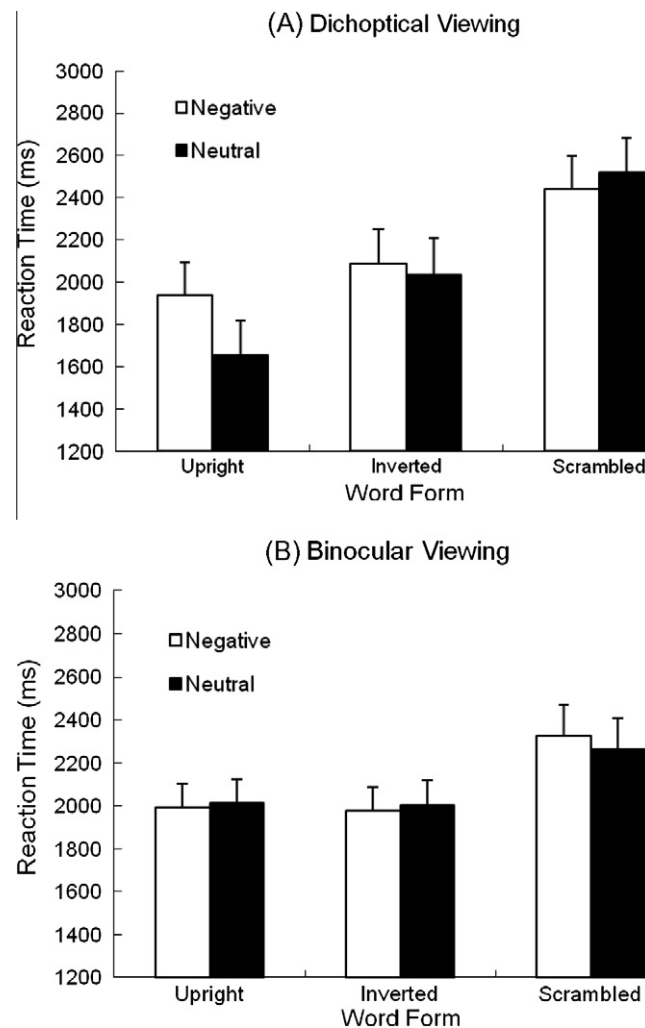 (A) Dichoptical Viewing
3000
2800
2600
2400
2200
2000
1800
1600
1400
1200
Reaction Time (ms)
Negative
Neutral
Upright Inverted Scrambled
Word Form
(B) Binocular Viewing
3000
2800
2600
2400
2200
2000
1800
1600
1400
1200
Reaction Time (ms)
Negative
Neutral
Upright Inverted Scrambled
Word Form